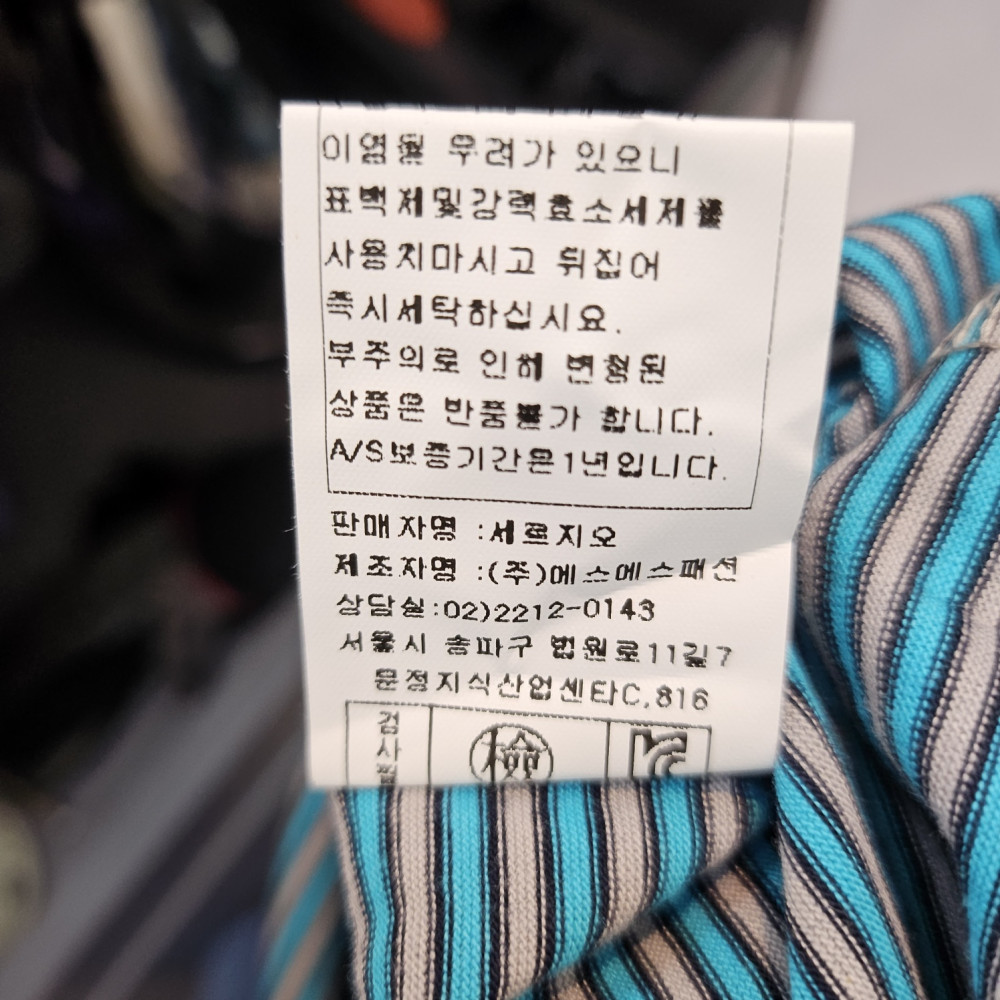 이염될 우려가 있으니
표백제및강력효소세제를
사용치마시고 뒤집어
즉시세탁하십시요.
부주의로 인해 변형된
상품은 반품불가 합니다.
A/S보증기간은1년입니다.
판매자명 :세르지오
제조자명 :(주)에스에스패션
상담실:02)2212-0143
서울시 송파구 법원로11길7
문정지식산업센타C,816
검사필 檢 KC